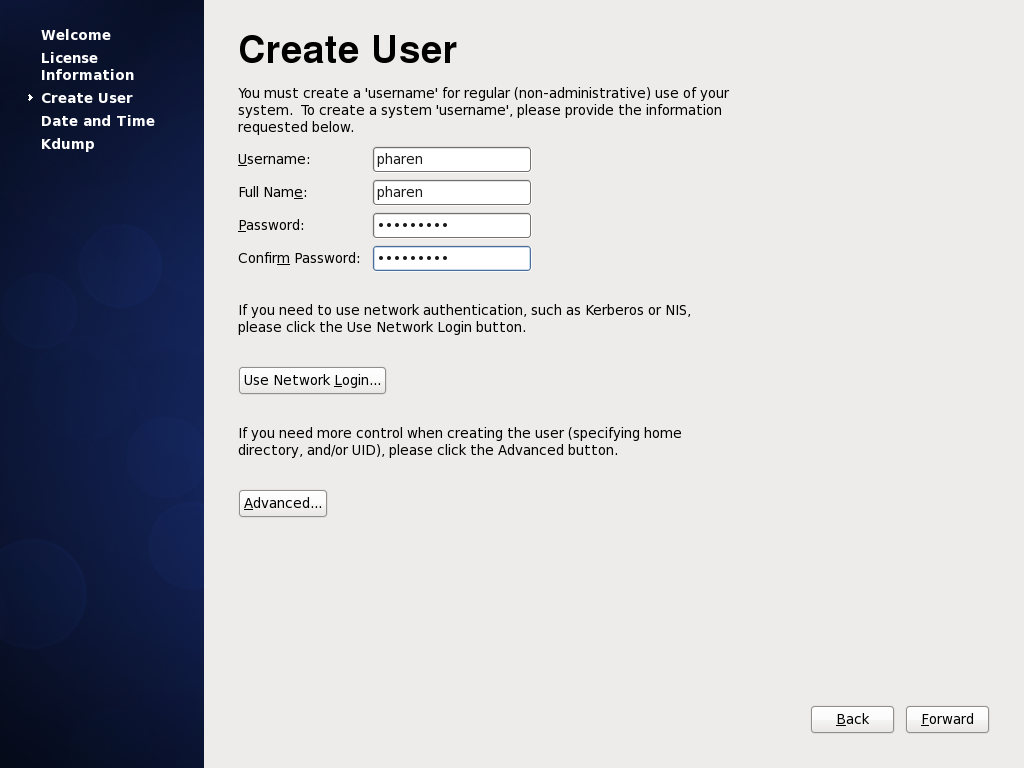 Welcome
License
Information
Create User
Date and Time
Kdump
Create User
You must create a 'username' for regular (non-administrative) use of your
system.  To create a system 'username', please provide the information
requested below.
Username: pharen
Full Name: pharen
Password: •••••••••
Confirm Password: •••••••••
If you need to use network authentication, such as Kerberos or NIS,
please click the Use Network Login button.
Use Network Login...
If you need more control when creating the user (specifying home
directory, and/or UID), please click the Advanced button.
Advanced...
Back Forward